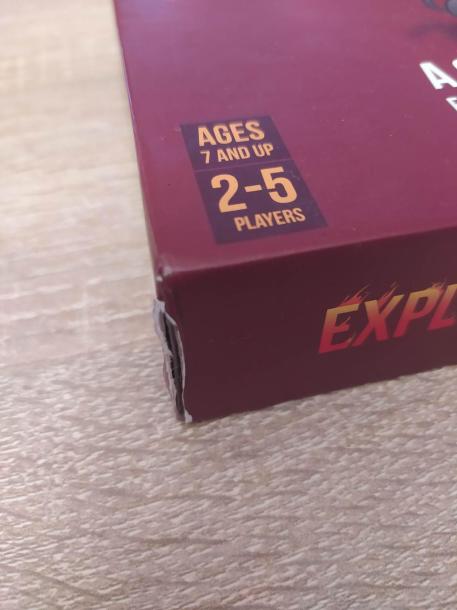 A
AGES
7 AND UP
2-5
PLAYERS
EXPL